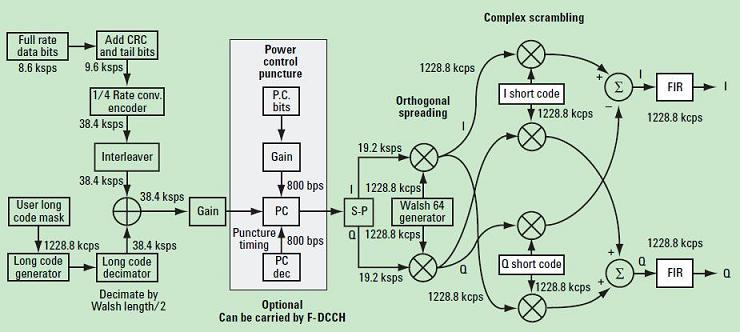 Complex scrambling
Full rate
data bits
8.6 ksps
Add CRC
and tail bits
9.6 ksps
1/4 Rate conv.
encoder
38.4 ksps
Interleaver
38.4 ksps
38.4 ksps
User long
code mask
1228.8 kcps
Long code
generator
38.4 ksps
Long code
decimator
Decimate by
Walsh length/2
Gain
Power
control
puncture
P.C.
bits
Gain
800 bps
PC
Puncture
timing
800 bps
PC
dec
Optional
Can be carried by F-DCCH
I
S-P
Q
19.2 ksps
1228.8 kcps
Walsh 64
generator
1228.8 kcps
19.2 ksps
Orthogonal
spreading
1228.8 kcps
I
Q
1228.8 kcps
I short code
1228.8 kcps
Q short code
1228.8 kcps
+
Σ
−
I
FIR
I
1228.8 kcps
+
Σ
+
Q
1228.8 kcps
FIR
Q